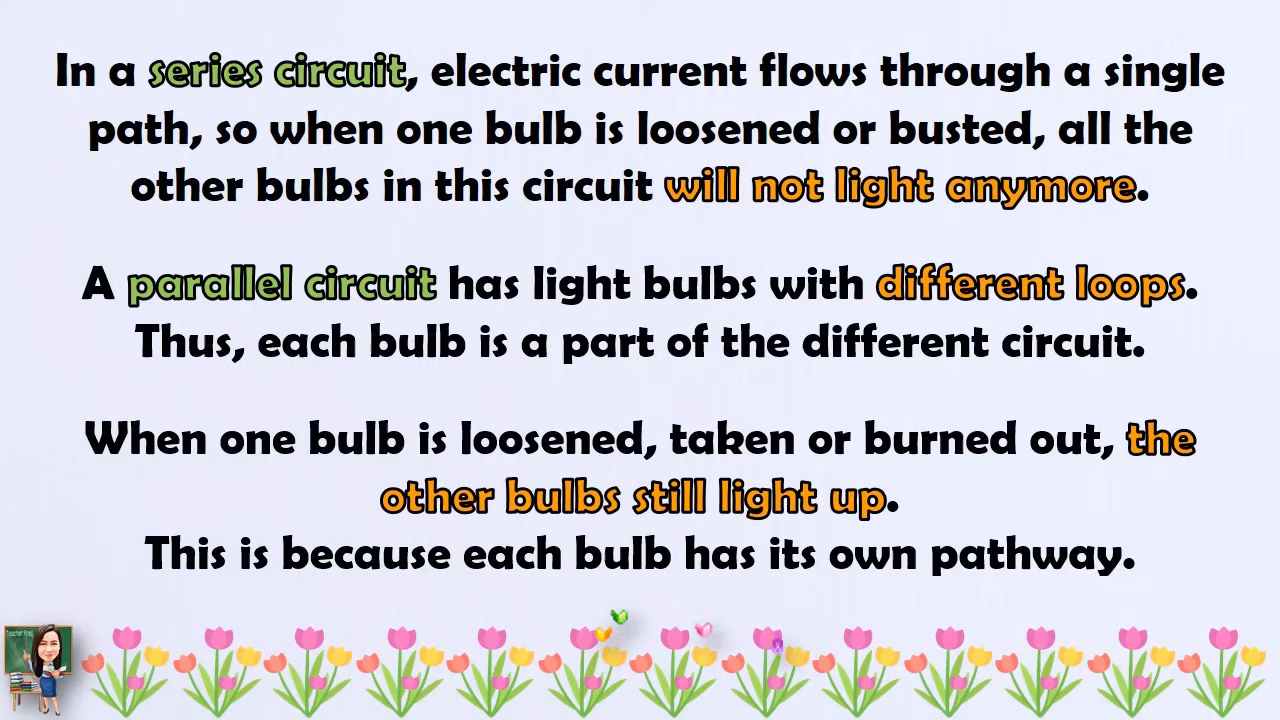 In a series circuit, electric current flows through a single
path, so when one bulb is loosened or busted, all the
other bulbs in this circuit will not light anymore.
A parallel circuit has light bulbs with different loops.
Thus, each bulb is a part of the different circuit.
When one bulb is loosened, taken or burned out, the
other bulbs still light up.
This is because each bulb has its own pathway.
Teacher